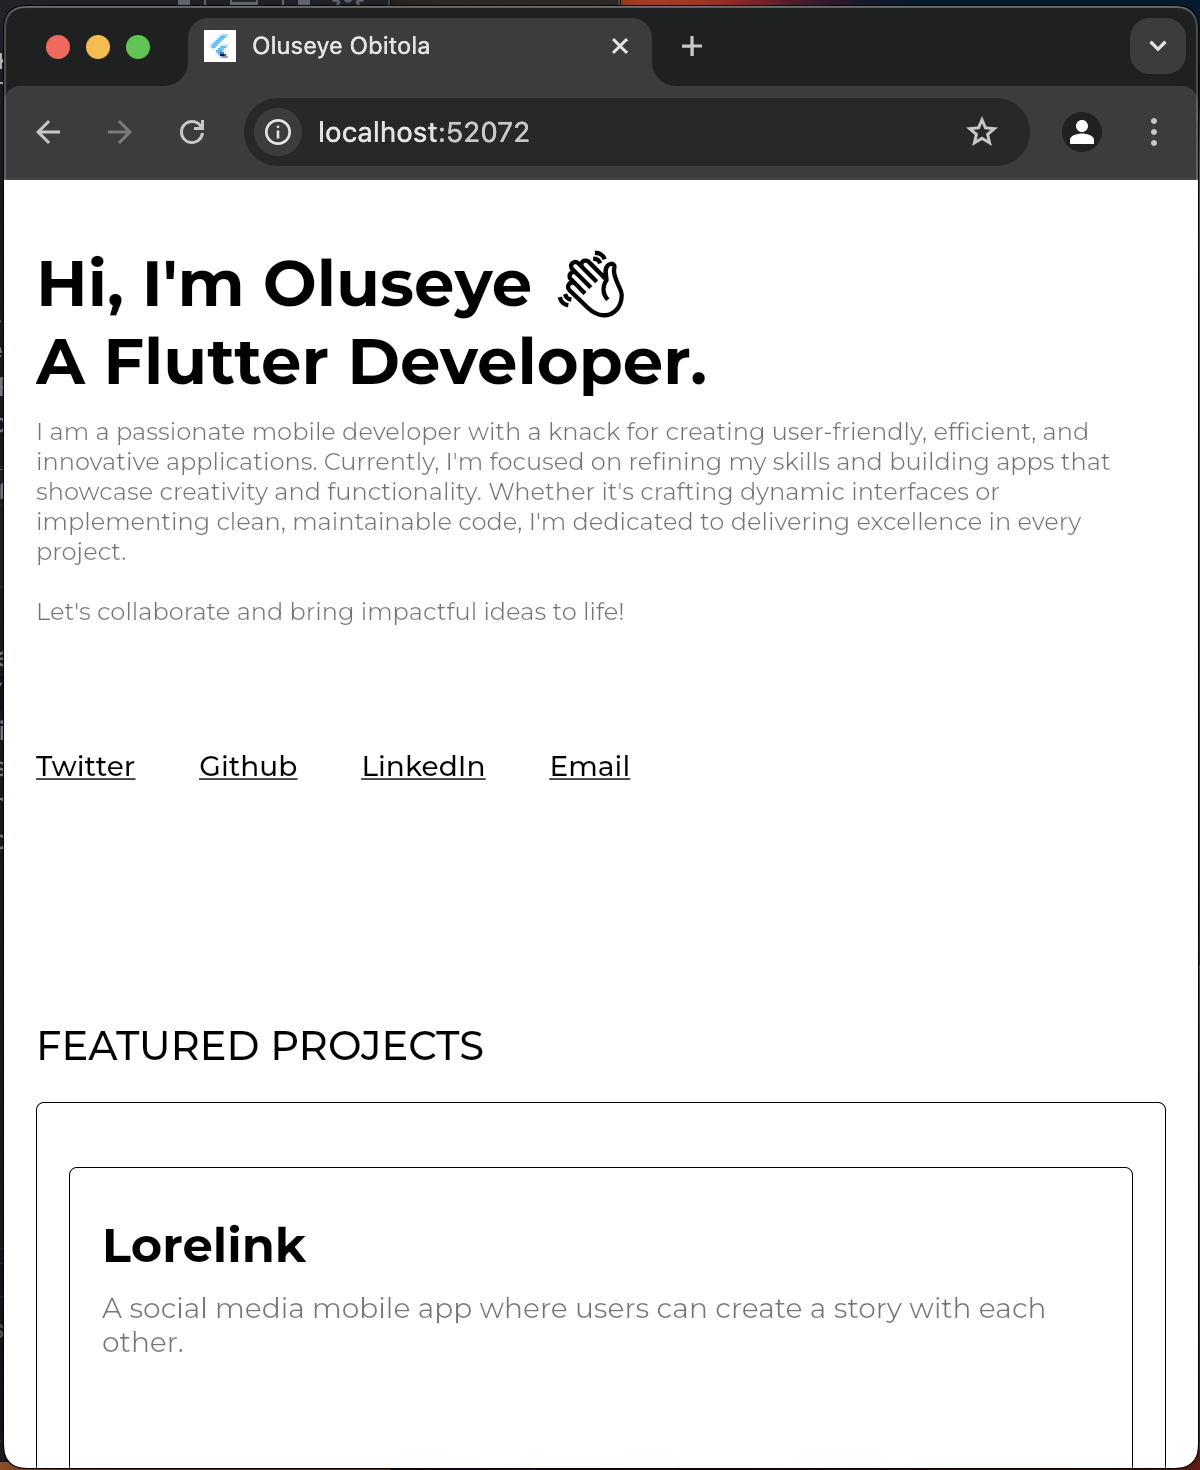 Oluseye Obitola
localhost:52072
Hi, I'm Oluseye 👋
A Flutter Developer.
I am a passionate mobile developer with a knack for creating user-friendly, efficient, and
innovative applications. Currently, I'm focused on refining my skills and building apps that
showcase creativity and functionality. Whether it's crafting dynamic interfaces or
implementing clean, maintainable code, I'm dedicated to delivering excellence in every
project.
Let's collaborate and bring impactful ideas to life!
Twitter Github LinkedIn Email
FEATURED PROJECTS
Lorelink
A social media mobile app where users can create a story with each
other.